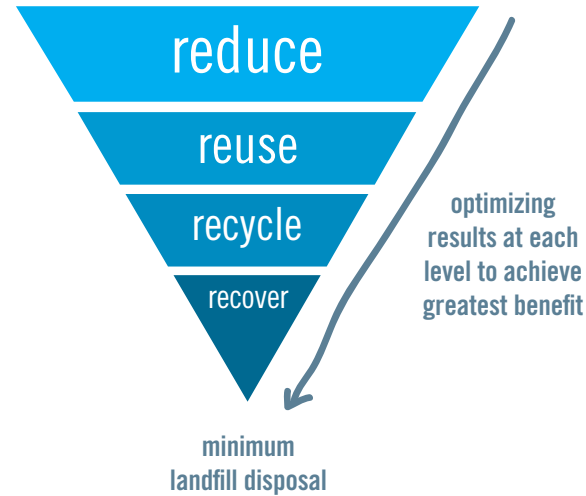 reduce
reuse
recycle
recover
optimizing
results at each
level to achieve
greatest benefit
minimum
landfill disposal